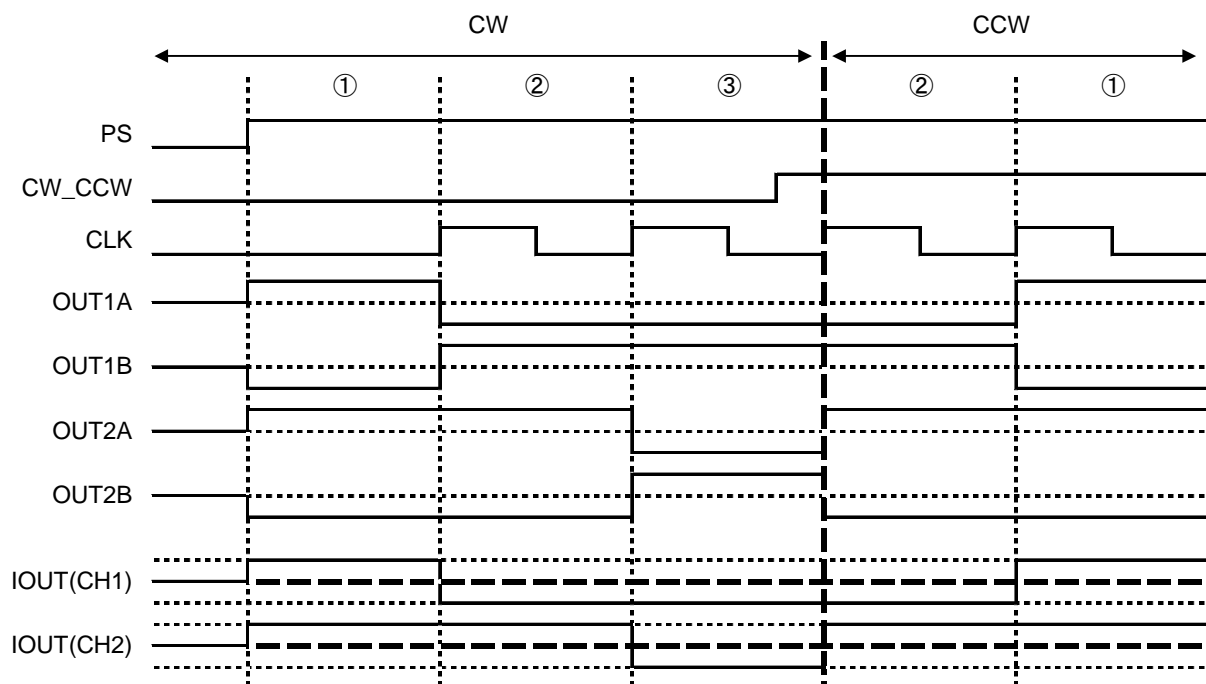 CW CCW
① ② ③ ② ①
PS
CW_CCW
CLK
OUT1A
OUT1B
OUT2A
OUT2B
IOUT(CH1)
IOUT(CH2)